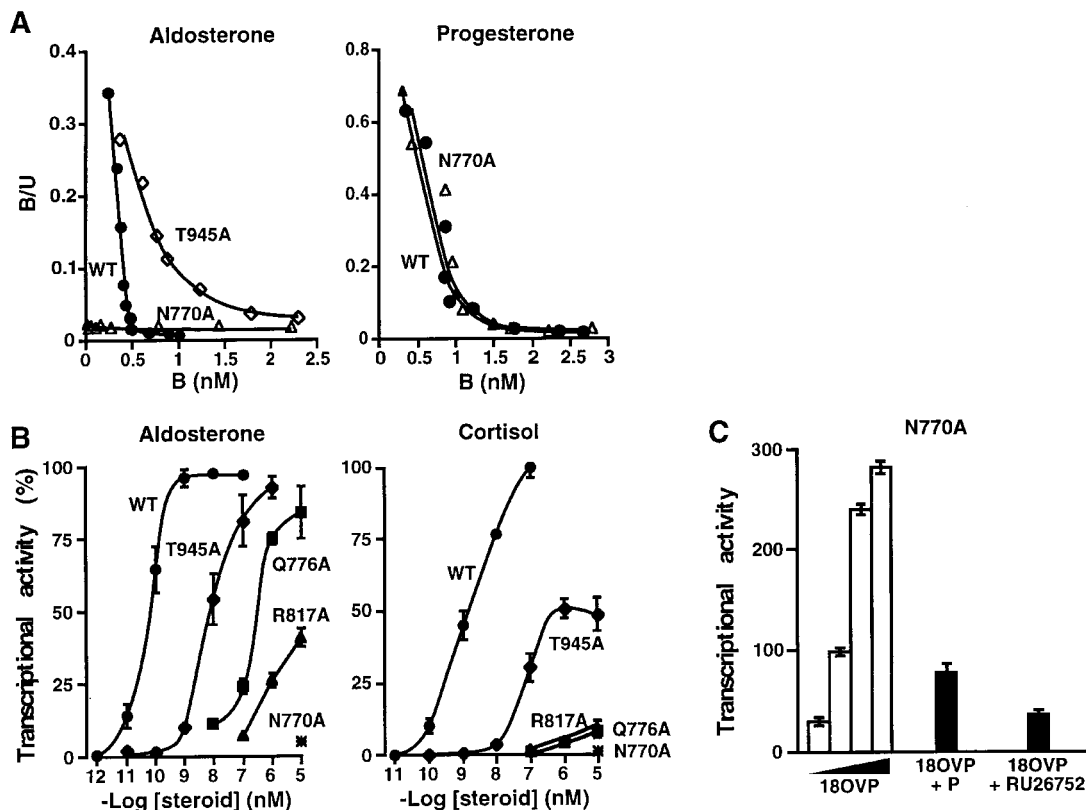 A
Aldosterone
Progesterone
B/U
0.4
0.3
0.2
0.1
0
T945A
WT
N770A
0 0.5 1 1.5 2 2.5
B (nM)
0.8
0.6
0.4
0.2
0
N770A
WT
0 0.5 1 1.5 2 2.5 3
B (nM)
B
Aldosterone
Cortisol
Transcriptional activity (%)
100
75
50
25
0
WT
T945A
Q776A
R817A
N770A
12 11 10 9 8 7 6 5
-Log [steroid] (nM)
100
75
50
25
0
WT
T945A
R817A
Q776A
N770A
11 10 9 8 7 6 5
-Log [steroid] (nM)
C
N770A
Transcriptional activity
300
200
100
0
18OVP
18OVP
+ P
18OVP
+ RU26752